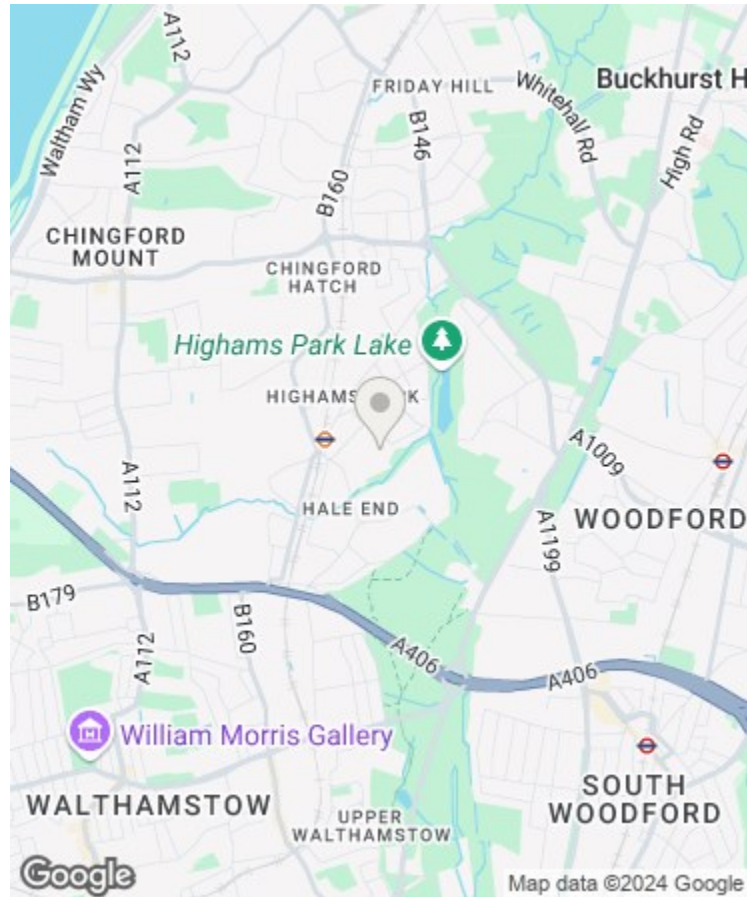 A112
Waltham Wy
FRIDAY HILL
Buckhurst H
Whitehall Rd
High Rd
A112
B146
B160
CHINGFORD
MOUNT
CHINGFORD
HATCH
Highams Park Lake
HIGHAMS
K
A112
A1009
HALE END
WOODFORD
A1199
B179
B160
A112
A406
A406
William Morris Gallery
WALTHAMSTOW
SOUTH
WOODFORD
UPPER
WALTHAMSTOW
Google
Map data ©2024 Google